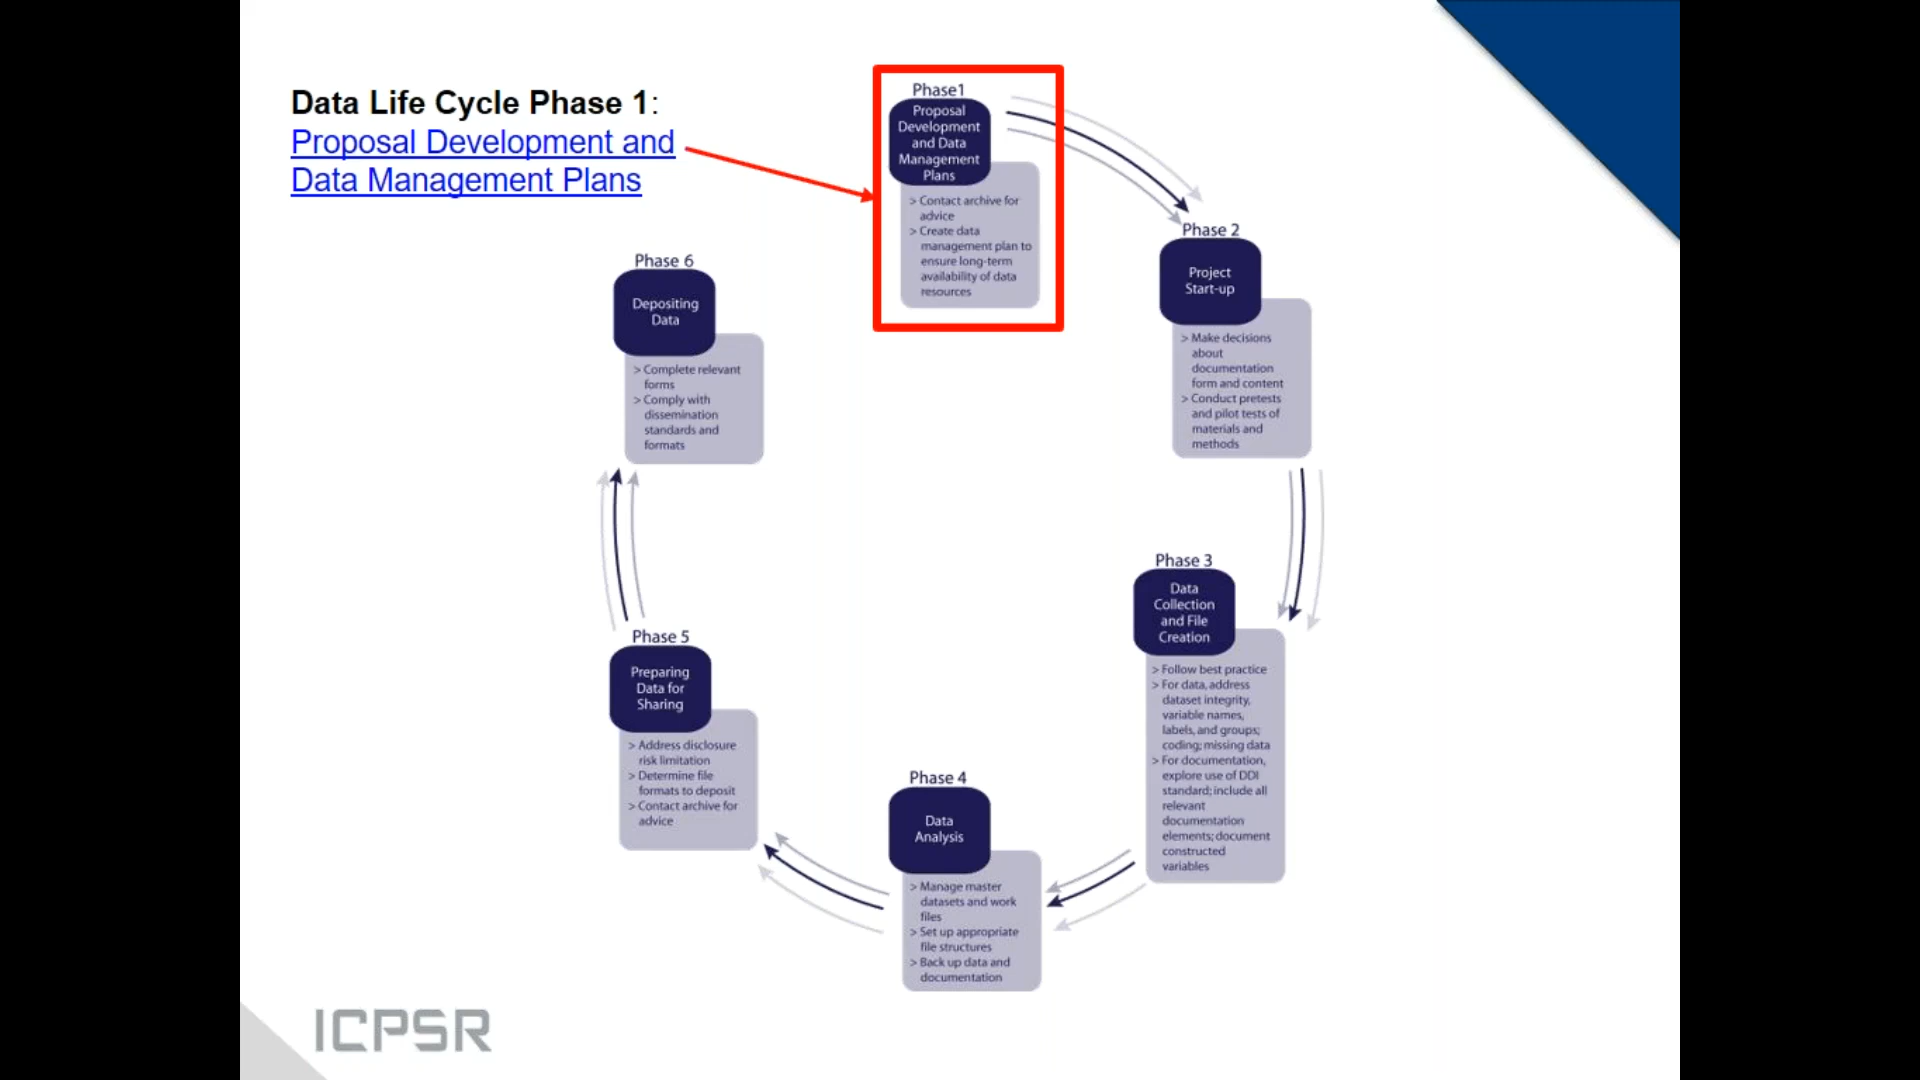 Data Life Cycle Phase 1:
Proposal Development and
Data Management Plans
Phase1
Proposal
Development
and Data
Management
Plans
> Contact archive for
advice
> Create data
management plan to
ensure long-term
availability of data
resources
Phase 2
Project
Start-up
> Make decisions
about
documentation
form and content
> Conduct pretests
and pilot tests of
materials and
methods
Phase 3
Data
Collection
and File
Creation
> Follow best practice
> For data, address
dataset integrity,
variable names,
labels, and groups;
coding; missing data
> For documentation,
explore use of DDI
standard; include all
relevant
documentation
elements; document
constructed
variables
Phase 4
Data
Analysis
> Manage master
datasets and work
files
> Set up appropriate
file structures
> Back up data and
documentation
Phase 5
Preparing
Data for
Sharing
> Address disclosure
risk limitation
> Determine file
formats to deposit
> Contact archive for
advice
Phase 6
Depositing
Data
> Complete relevant
forms
> Comply with
dissemination
standards and
formats
ICPSR